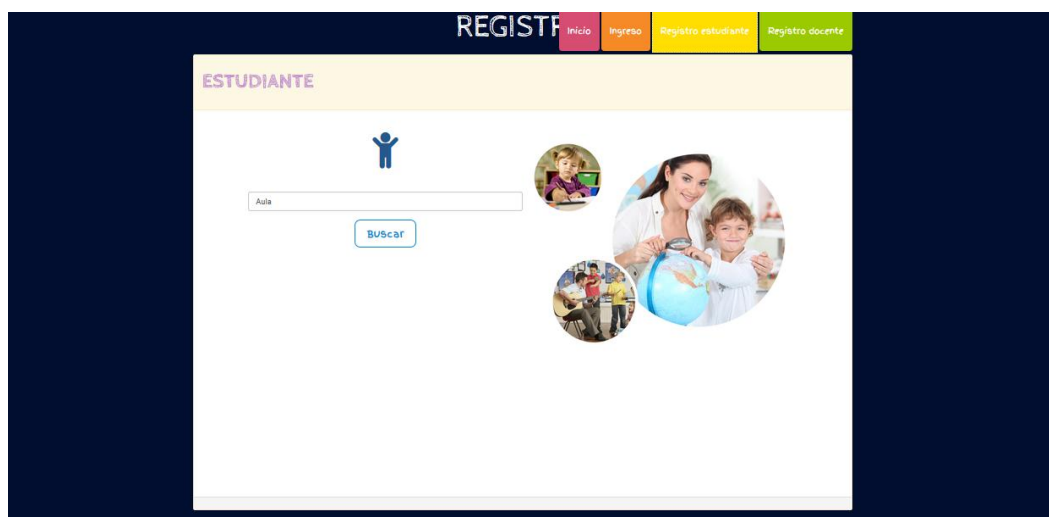 REGISTR
Inicio
Ingreso
Registro estudiante
Registro docente
ESTUDIANTE
Aula
Buscar